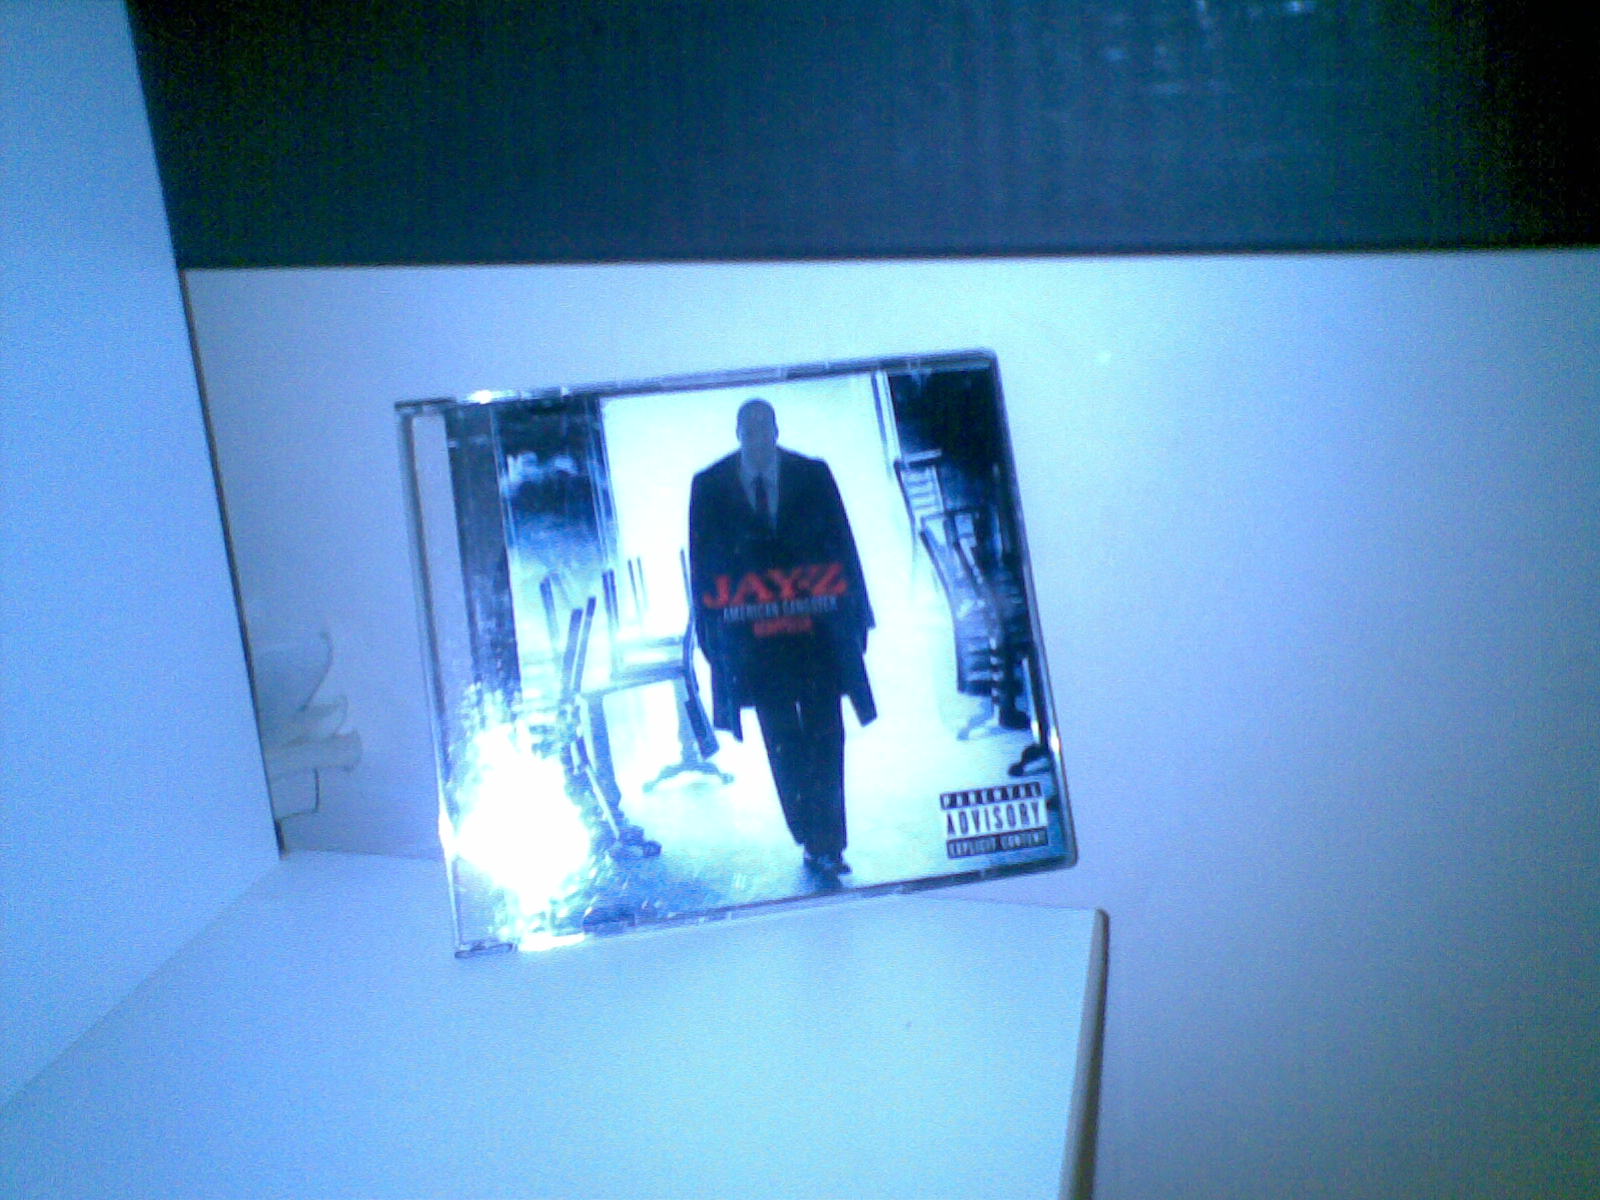 JAY-Z
AMERICAN GANGSTER
PARENTAL
ADVISORY
EXPLICIT CONTENT